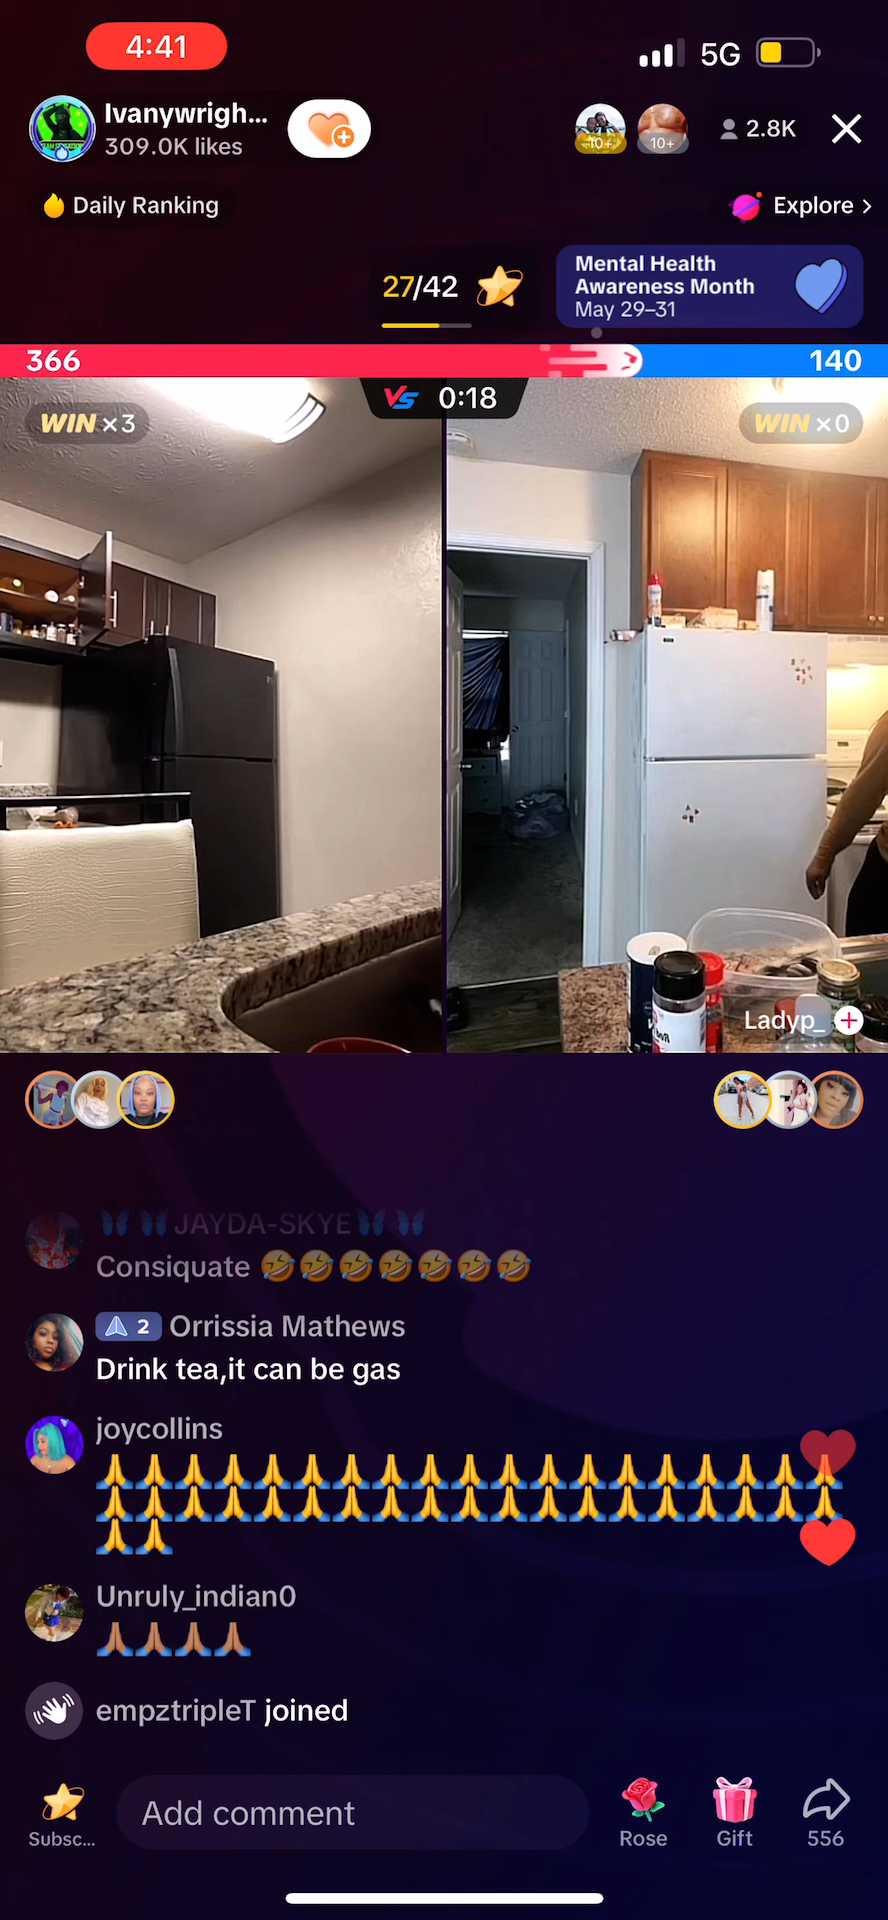 4:41
5G
Ivanywrigh...
309.0K likes
10+
10+
2.8K
Daily Ranking
Explore >
27/42
Mental Health
Awareness Month
May 29–31
366
140
VS 0:18
WIN ×3
WIN ×0
Ladyp_
🦋🦋JAYDA-SKYE🦋🦋
Consiquate 🤣🤣🤣🤣🤣🤣🤣
2 Orrissia Mathews
Drink tea,it can be gas
joycollins
🙏🙏🙏🙏🙏🙏🙏🙏🙏🙏🙏🙏🙏🙏🙏🙏🙏🙏🙏
🙏🙏🙏🙏🙏🙏🙏🙏🙏🙏🙏🙏🙏🙏🙏🙏🙏🙏🙏
🙏🙏
Unruly_indian0
🙏🏽🙏🏽🙏🏽🙏🏽
empztripleT joined
Subsc...
Add comment
Rose
Gift
556